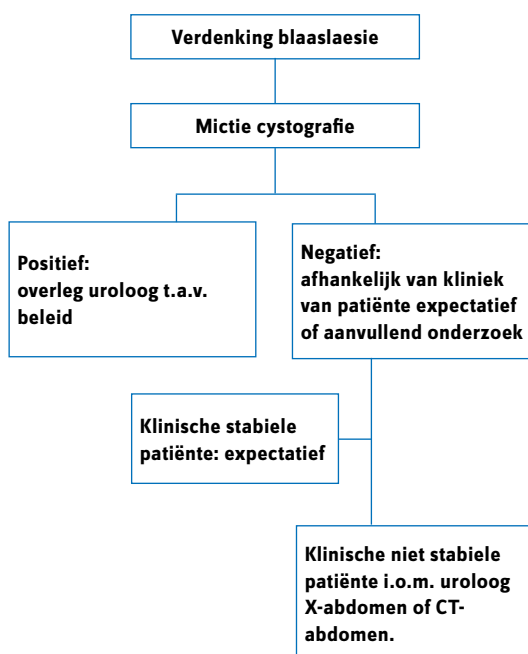 Verdenking blaaslaesie
Mictie cystografie
Positief:
overleg uroloog t.a.v.
beleid
Negatief:
afhankelijk van kliniek
van patiënte expectatief
of aanvullend onderzoek
Klinische stabiele
patiënte: expectatief
Klinische niet stabiele
patiënte i.o.m. uroloog
X-abdomen of CT-
abdomen.